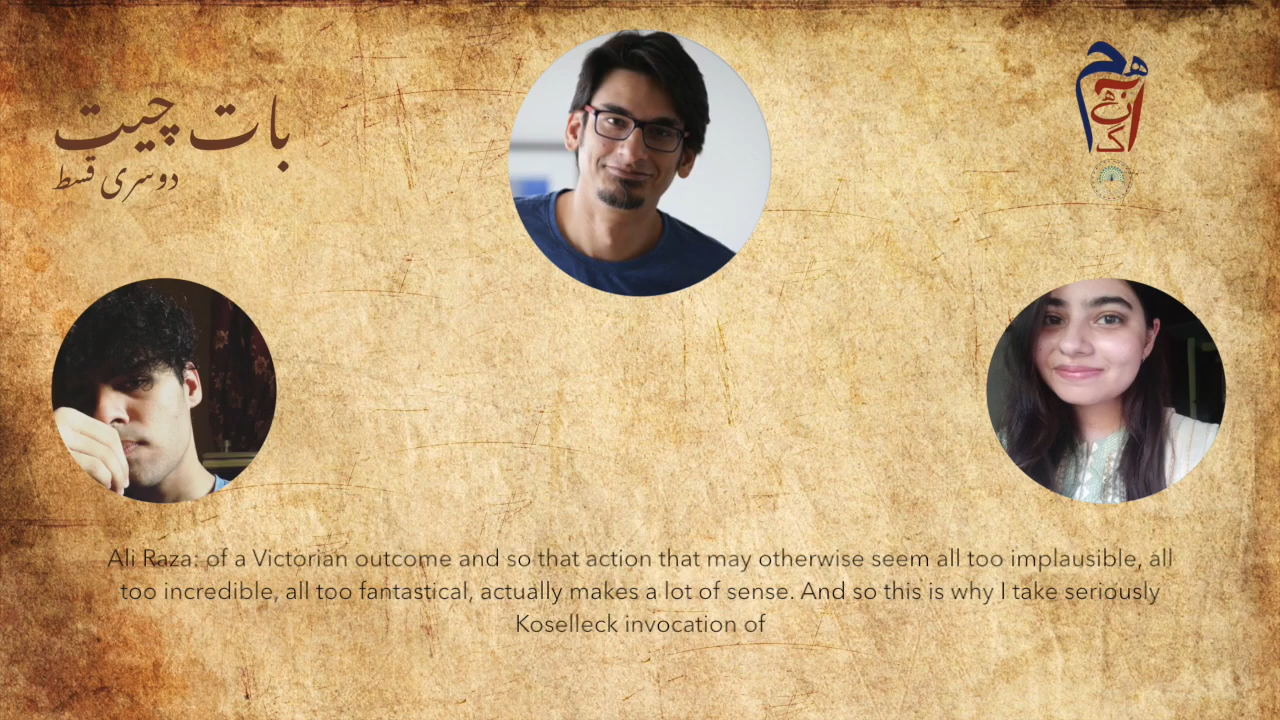 بات چیت
دوسری قسط
Ali Raza: of a Victorian outcome and so that action that may otherwise seem all too implausible, all
too incredible, all too fantastical, actually makes a lot of sense. And so this is why I take seriously
Koselleck invocation of